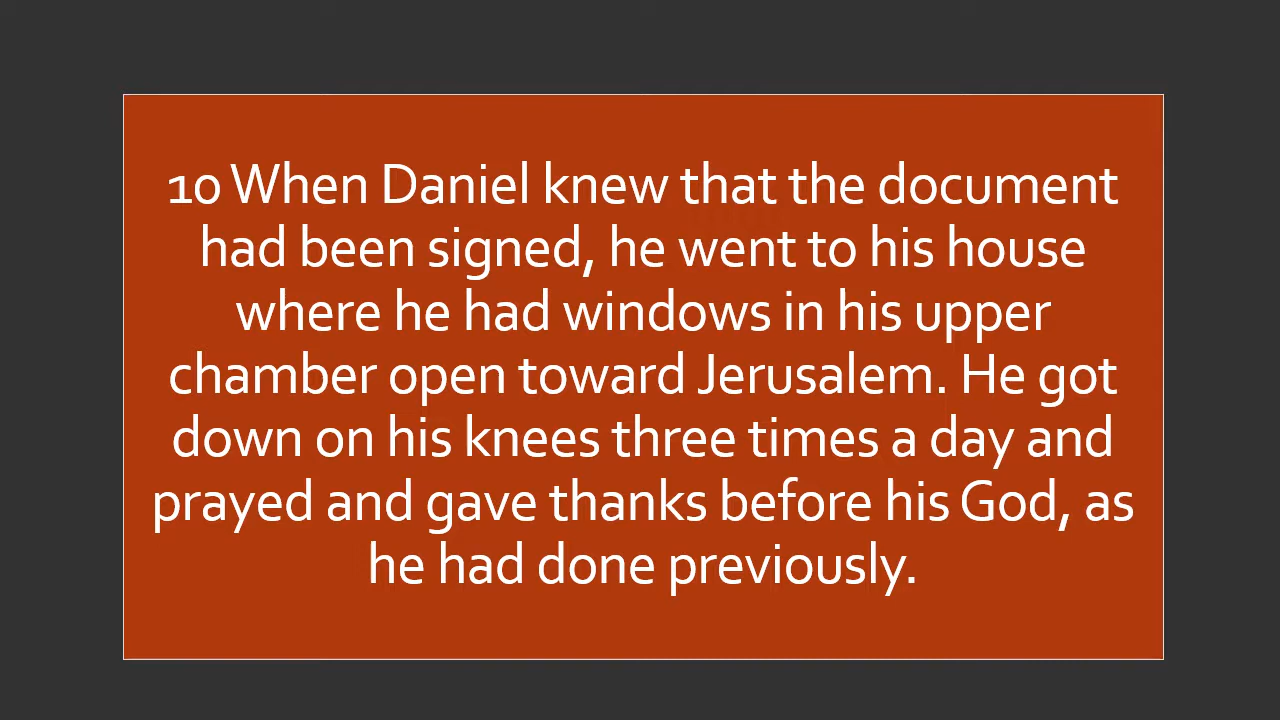 10 When Daniel knew that the document
had been signed, he went to his house
where he had windows in his upper
chamber open toward Jerusalem. He got
down on his knees three times a day and
prayed and gave thanks before his God, as
he had done previously.